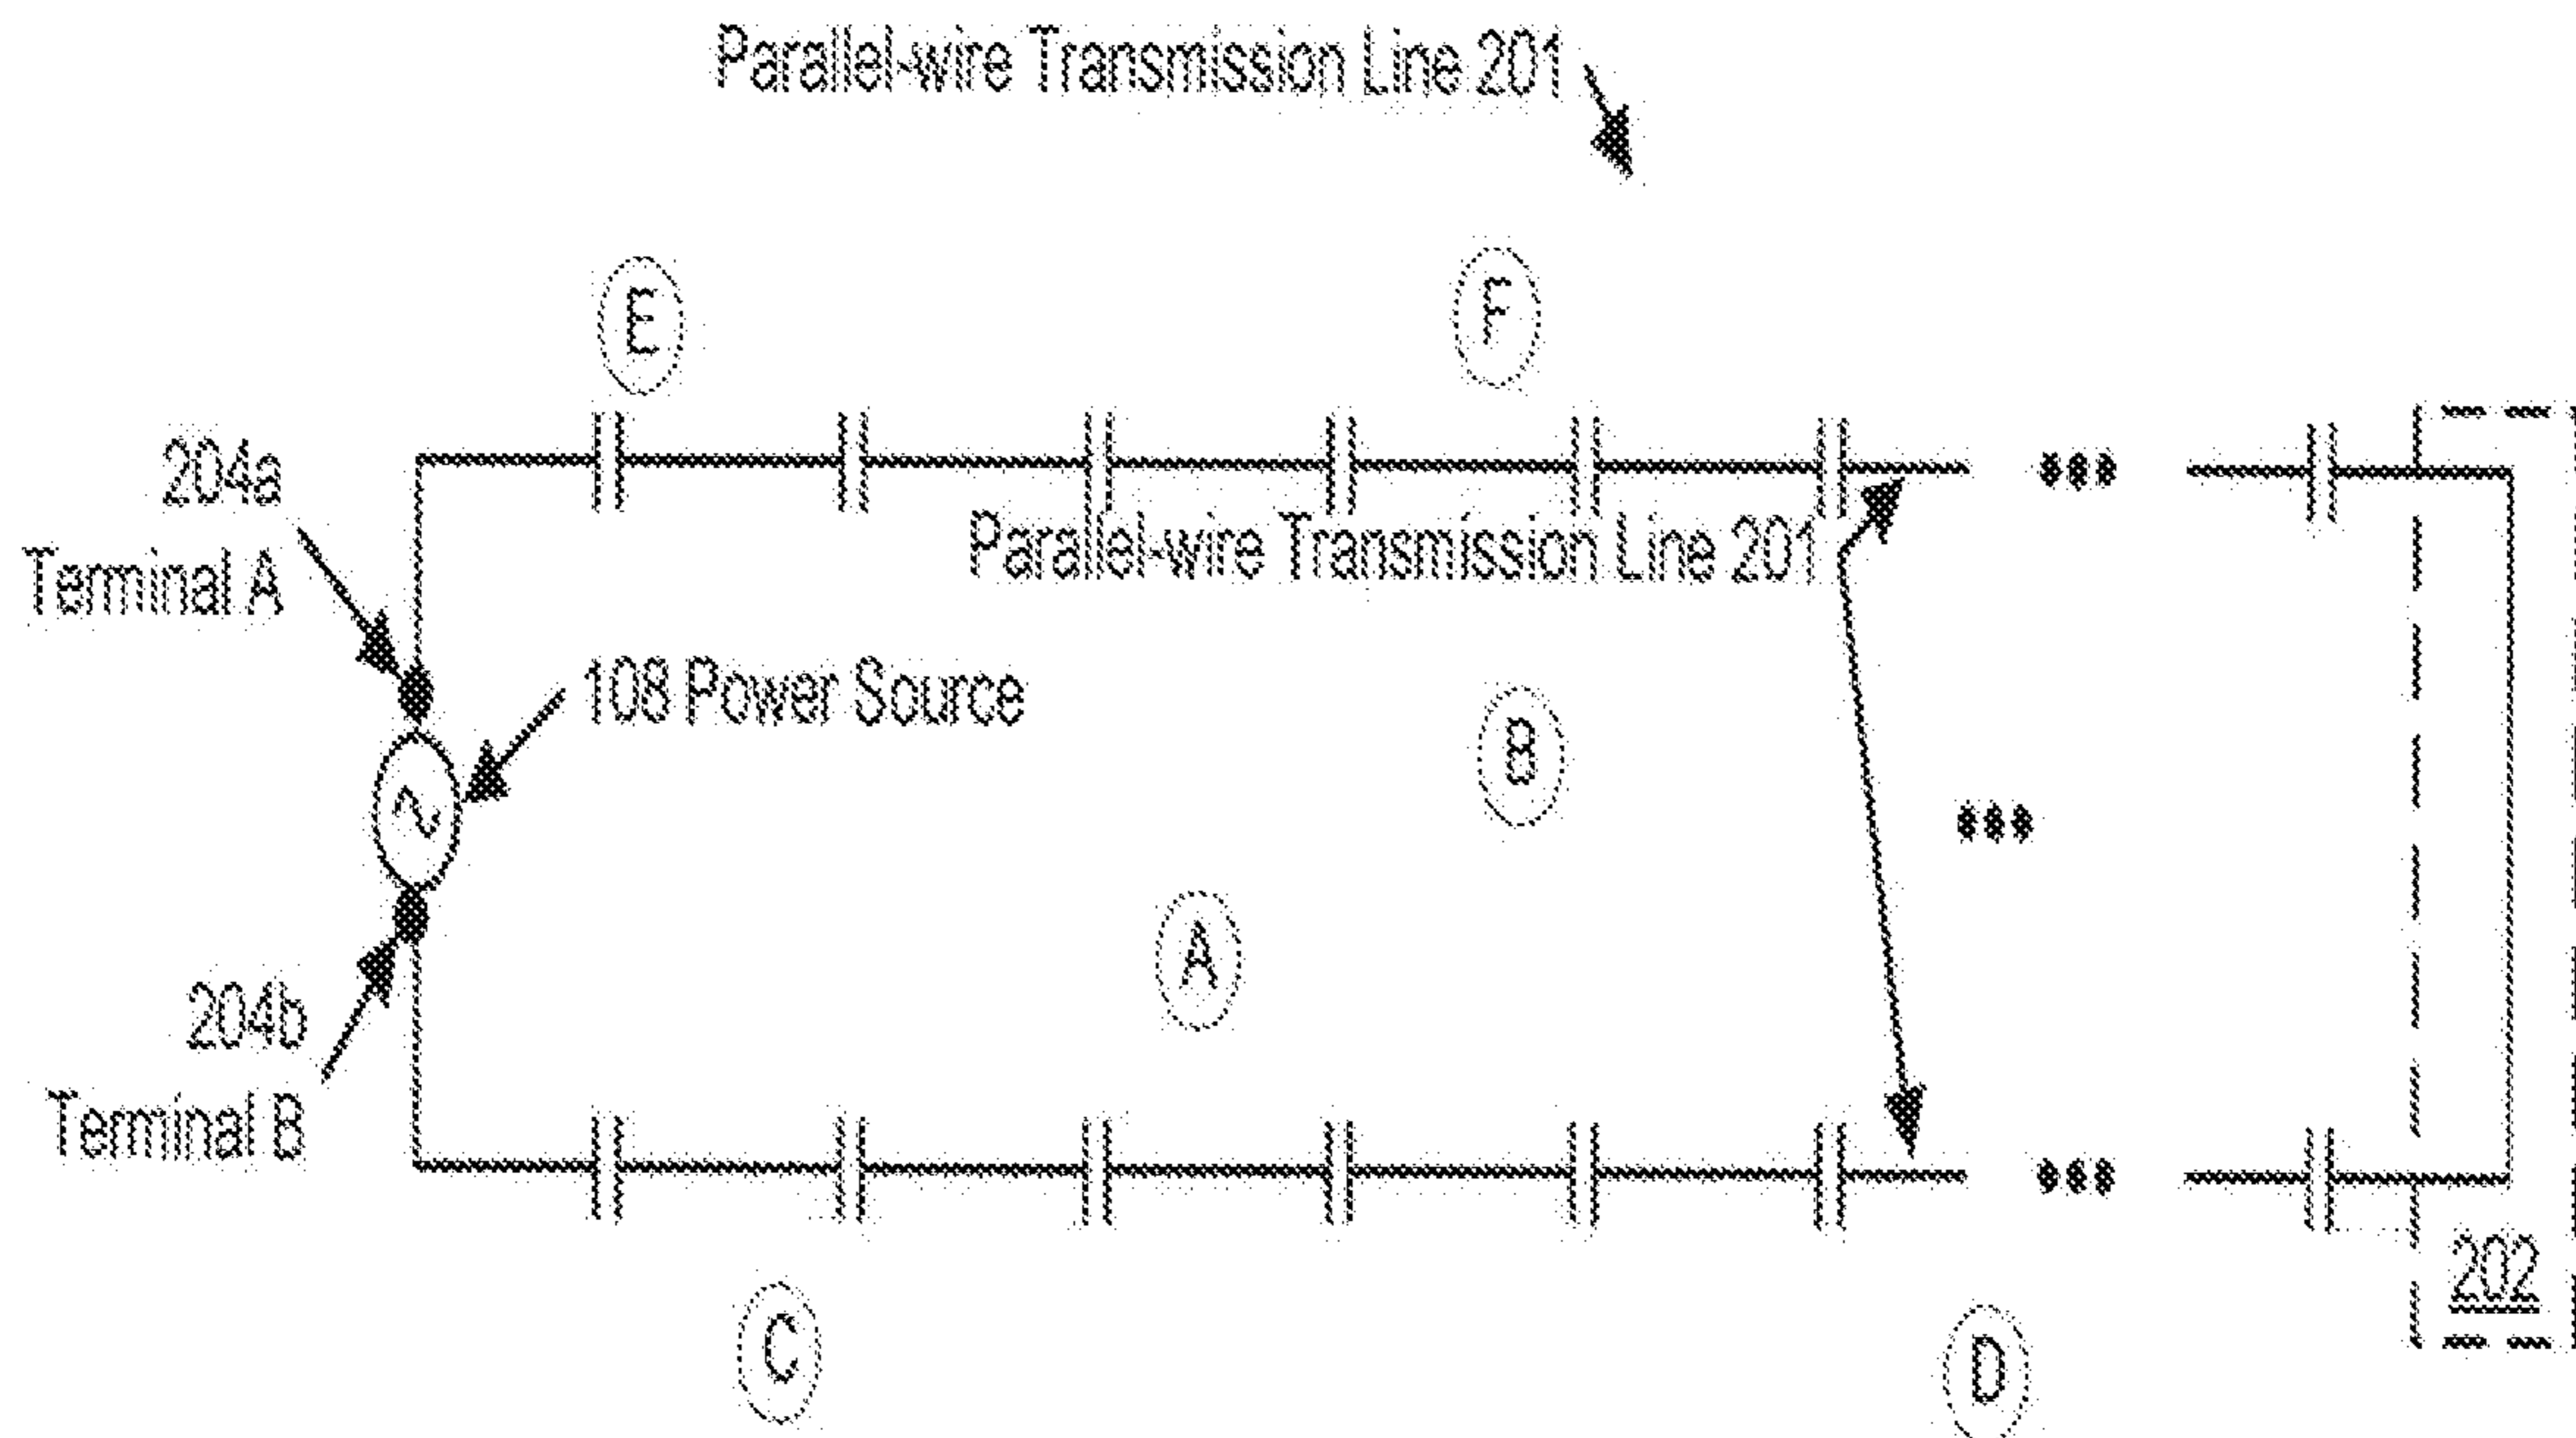 Parallel-wire Transmission Line 201
E
F
204a
Terminal A
Parallel-wire Transmission Line 201
108 Power Source
B
A
204b
Terminal B
202
C
D